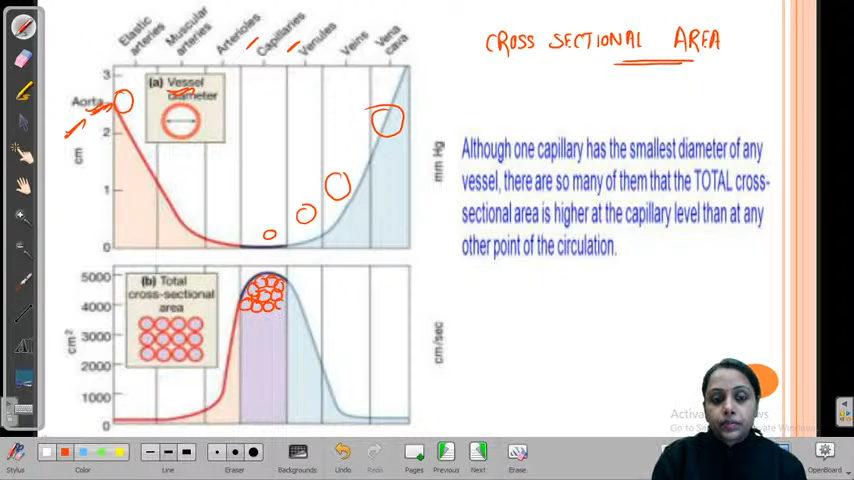 Elastic
arteries
Muscular
arteries
Arterioles
Capillaries
Venules
Veins
Vena
cava
CROSS SECTIONAL AREA
3
Aorta
2
cm
1
0
(a) Vessel
diameter
mm Hg
Although one capillary has the smallest diameter of any
vessel, there are so many of them that the TOTAL cross-
sectional area is higher at the capillary level than at any
other point of the circulation.
5000
4000
3000
cm²
2000
1000
0
(b) Total
cross-sectional
area
cm/sec
Stylus
Color
Line
Eraser
Backgrounds
Undo
Redo
Pages
Previous
Next
Erase
OpenBoard